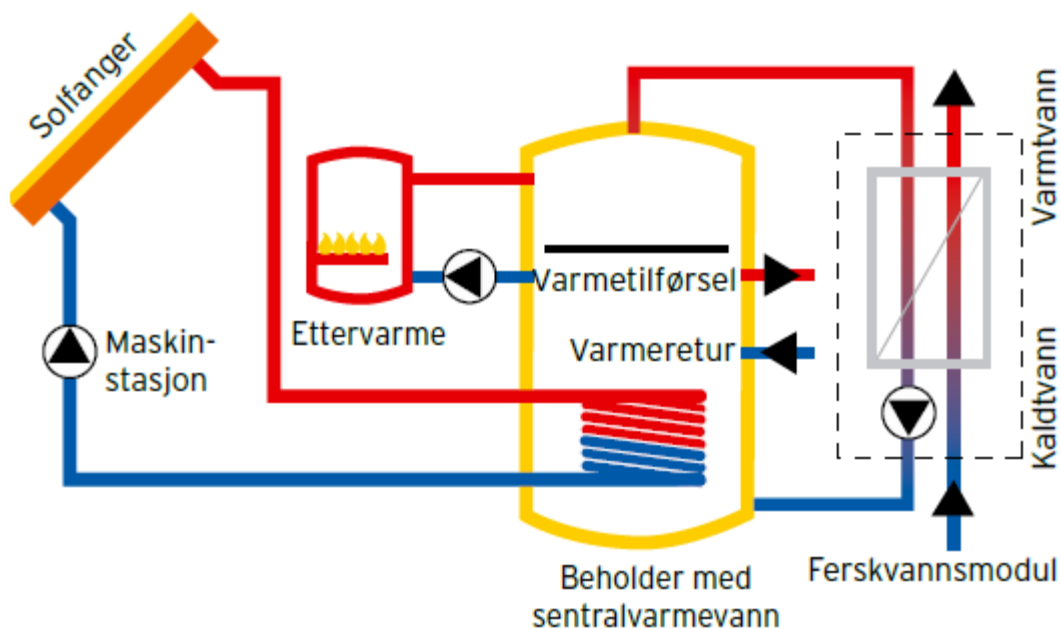 Solfanger
Maskin-
stasjon
Ettervarme
Varmetilførsel
Varmeretur
Beholder med
sentralvarmevann
Varmtvann
Kaldtvann
Ferskvannsmodul